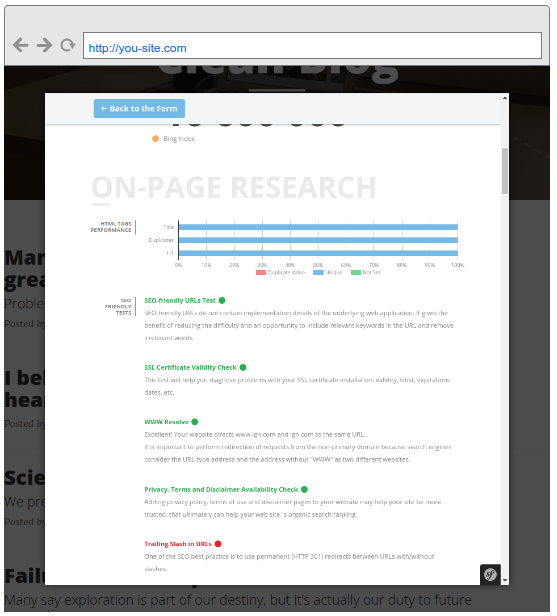 http://you-site.com
Clean Blog
← Back to the Form
Bing Index
ON-PAGE RESEARCH
HTML TAGS
PERFORMANCE
Title
Duplicates
H1
0% 10% 20% 30% 40% 50% 60% 70% 80% 90% 100%
Duplicate Value Unique Not Set
SEO
FRIENDLY
TESTS
SEO-friendly URLs Test
SEO-friendly URLs do not contain implementation details of the underlying web application. It gives the
benefit of reducing the difficulty and an opportunity to include relevant keywords in the URL and remove
irrelevant words.
SSL Certificate Validity Check
This test will help you diagnose problems with your SSL certificate installation, validity, trust, expirations
dates, etc.
WWW Resolve
Excellent! Your website directs www.ign.com and ign.com to the same URL.
It is important to perform redirection of requests from the non-primary domain because search engines
consider the URL-type address and the address without "WWW" as two different websites.
Privacy, Terms and Disclaimer Availability Check
Adding privacy policy, terms of use and disclaimer pages to your website may help your site be more
trusted, that ultimately can help your web site`s organic search ranking.
Trailing Slash in URLs
One of the SEO best practice is to use permanent (HTTP 301) redirects between URLs with/without
slashes.
Man
grea
Proble
Posted by
I bel
hear
Posted by
Scie
We pre
Posted by
Failu
Many say exploration is part of our destiny, but it's actually our duty to future